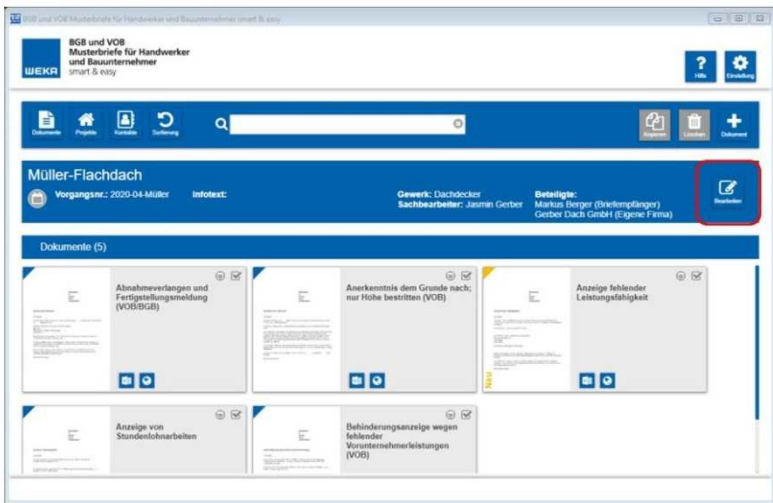 BGB und VOB Musterbriefe für Handwerker und Bauunternehmer smart & easy
WEKA
BGB und VOB
Musterbriefe für Handwerker
und Bauunternehmer
smart & easy
?
Hilfe
Einstellung
Dokumente
Projekte
Kontakte
Sortierung
Kopieren
Löschen
Dokument
Müller-Flachdach
Vorgangsnr.: 2020-04-Müller
Infotext:
Gewerk: Dachdecker
Sachbearbeiter: Jasmin Gerber
Beteiligte:
Markus Berger (Briefempfänger)
Gerber Dach GmbH (Eigene Firma)
Bearbeiten
Dokumente (5)
Abnahmeverlangen und
Fertigstellungsmeldung
(VOB/BGB)
Anerkenntnis dem Grunde nach;
nur Höhe bestritten (VOB)
Neu
Anzeige fehlender
Leistungsfähigkeit
Anzeige von
Stundenlohnarbeiten
Behinderungsanzeige wegen
fehlender
Vorunternehmerleistungen
(VOB)